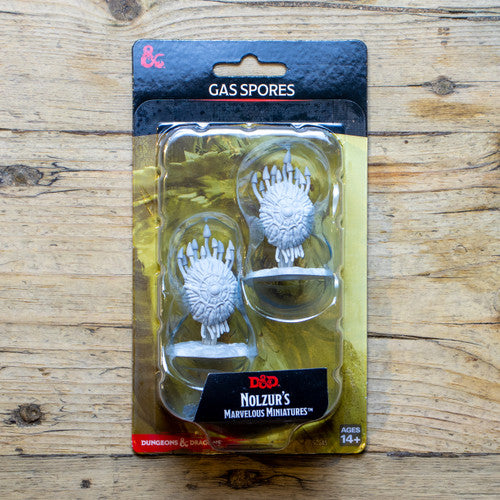 &
GAS SPORES
D&D
NOLZUR'S
MARVELOUS MINIATURES™
DUNGEONS & DRAGONS
AGES
14+